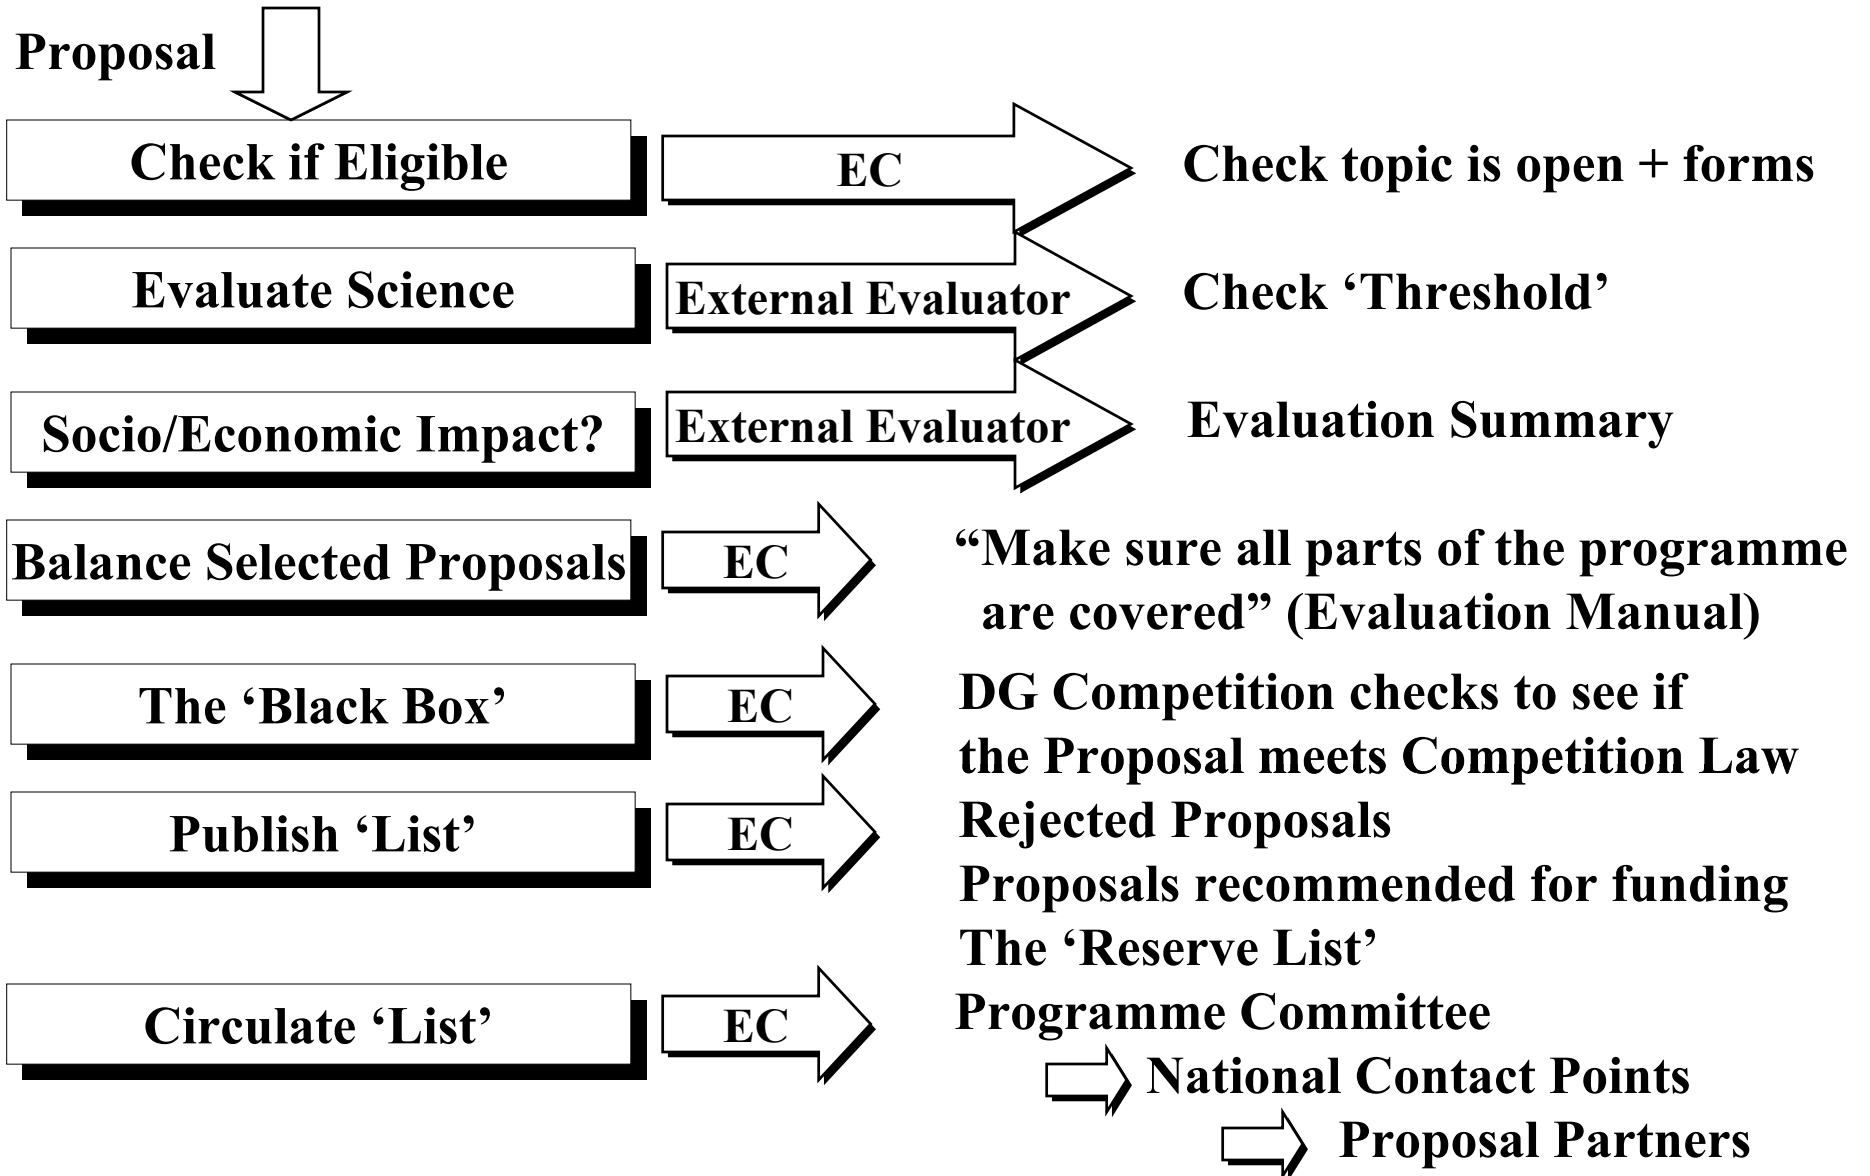 Proposal
Check if Eligible
EC
Check topic is open + forms
Evaluate Science
External Evaluator
Check ‘Threshold’
Socio/Economic Impact?
External Evaluator
Evaluation Summary
Balance Selected Proposals
EC
“Make sure all parts of the programme
are covered” (Evaluation Manual)
The ‘Black Box’
EC
DG Competition checks to see if
the Proposal meets Competition Law
Publish ‘List’
EC
Rejected Proposals
Proposals recommended for funding
The ‘Reserve List’
Circulate ‘List’
EC
Programme Committee
National Contact Points
Proposal Partners